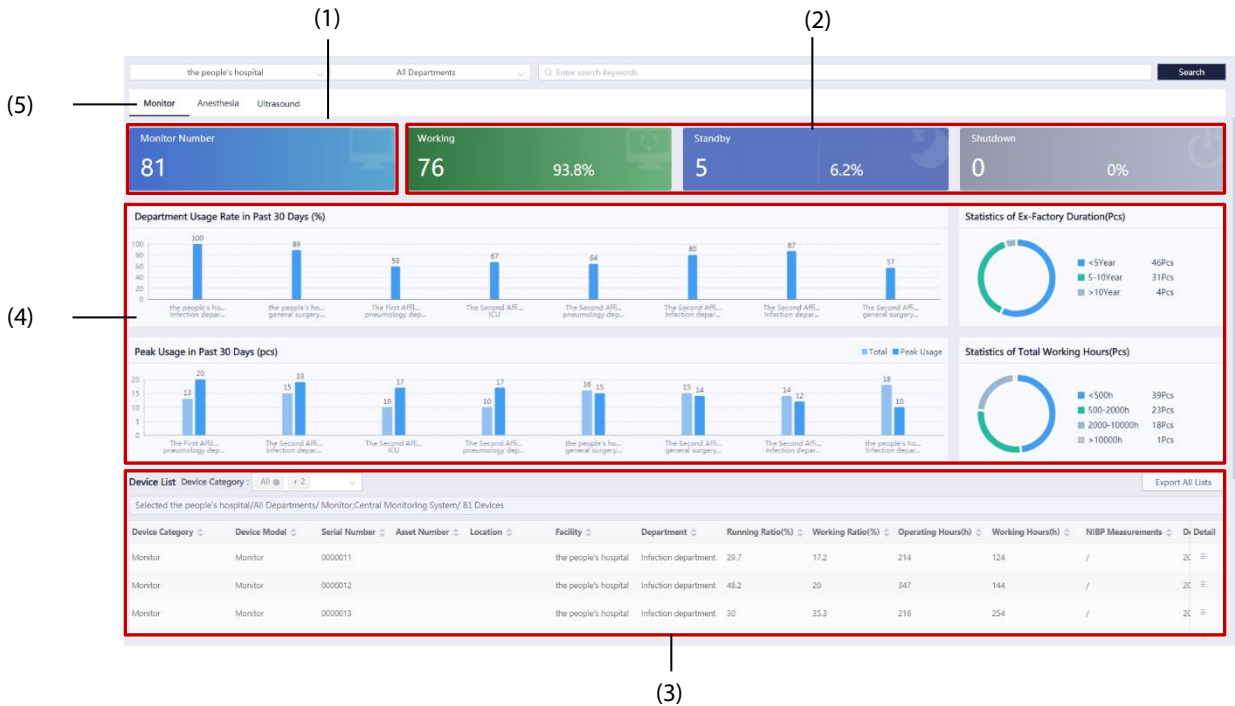 (1)
(2)
the people's hospital All Departments Enter search keywords. Search
(5)
Monitor Anesthesia Ultrasound
Monitor Number Working Standby Shutdown
81 76 93.8% 5 6.2% 0 0%
Department Usage Rate in Past 30 Days (%)
100
80
60
40
20
0
100 89 59 67 64 80 87 57
the people's ho... the people's ho... The First Affil... The Second Affi... The Second Affi... The Second Affi... The Second Affi... The Second Affi...
Infection depar... general surgery... pneumology dep... ICU pneumology dep... Infection depar... Infection depar... general surgery...
Statistics of Ex-Factory Duration(Pcs)
<5Year 46Pcs
5-10Year 31Pcs
>10Year 4Pcs
(4)
Peak Usage in Past 30 Days (pcs) Total Peak Usage
20
15
10
5
0
13 20 15 19 10 17 10 17 16 15 15 14 14 12 18 10
The First Affil... The Second Affi... The Second Affi... The Second Affi... the people's ho... The Second Affi... The Second Affi... the people's ho...
pneumology dep... Infection depar... ICU pneumology dep... general surgery... general surgery... Infection depar... Infection depar...
Statistics of Total Working Hours(Pcs)
<500h 39Pcs
500-2000h 23Pcs
2000-10000h 18Pcs
>10000h 1Pcs
Device List Device Category : All + 2 Export All Lists
Selected the people's hospital/All Departments/ Monitor,Central Monitoring System/ 81 Devices
Device Category Device Model Serial Number Asset Number Location Facility Department Running Ratio(%) Working Ratio(%) Operating Hours(h) Working Hours(h) NIBP Measurements Detail
Monitor Monitor 0000011 the people's hospital Infection department 29.7 17.2 214 124 /
Monitor Monitor 0000012 the people's hospital Infection department 48.2 20 347 144 /
Monitor Monitor 0000013 the people's hospital Infection department 30 35.3 216 254 /
(3)